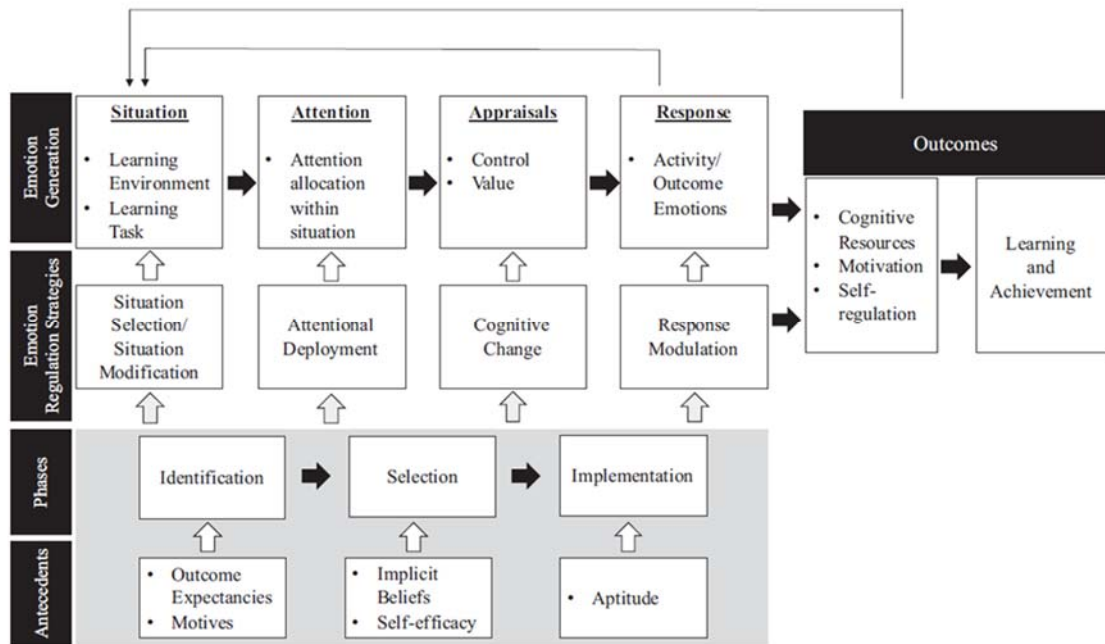 Emotion
Generation
Situation
• Learning
Environment
• Learning
Task
Attention
• Attention
allocation
within
situation
Appraisals
• Control
• Value
Response
• Activity/
Outcome
Emotions
Outcomes
• Cognitive
Resources
• Motivation
• Self-
regulation
Learning
and
Achievement
Emotion
Regulation Strategies
Situation
Selection/
Situation
Modification
Attentional
Deployment
Cognitive
Change
Response
Modulation
Phases
Identification
Selection
Implementation
Antecedents
• Outcome
Expectancies
• Motives
• Implicit
Beliefs
• Self-efficacy
• Aptitude